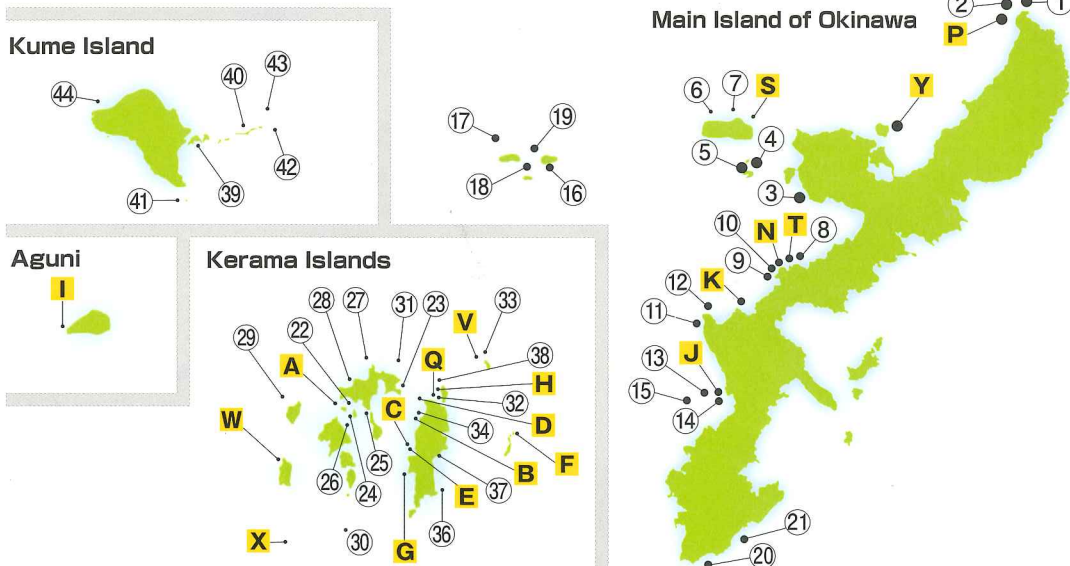 Kume Island
44
40
43
39
42
41
Aguni
I
Kerama Islands
28
27
31
23
33
22
V
29
A
Q
38
H
C
32
W
D
34
F
26
25
B
24
E
37
36
X
30
G
17
19
18
16
Main Island of Okinawa
2
1
P
6
7
S
Y
5
4
3
10
N
T
8
9
K
12
11
J
13
15
14
21
20